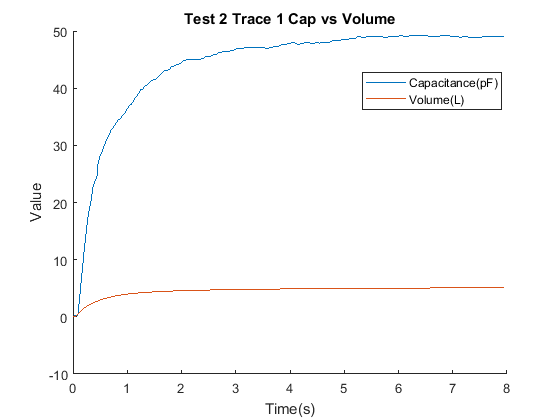 Test 2 Trace 1 Cap vs Volume
50
40
30
20
10
0
-10
Value
Capacitance(pF)
Volume(L)
0 1 2 3 4 5 6 7 8
Time(s)